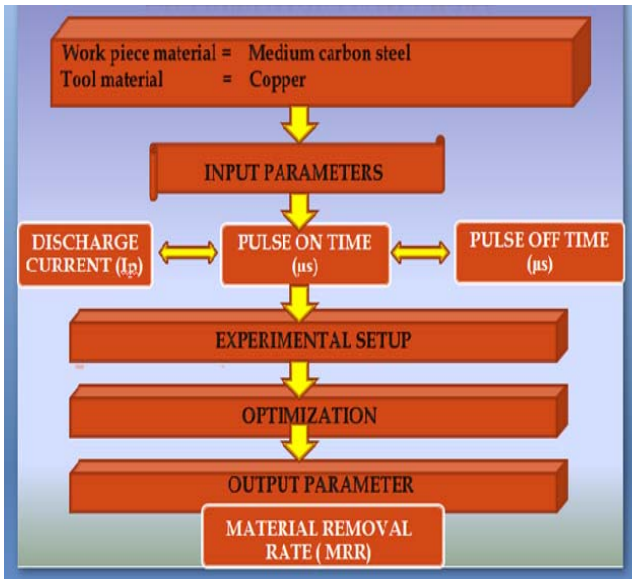 Work piece material = Medium carbon steel
Tool material = Copper
INPUT PARAMETERS
DISCHARGE
CURRENT (Ip)
PULSE ON TIME
(µs)
PULSE OFF TIME
(µs)
EXPERIMENTAL SETUP
OPTIMIZATION
OUTPUT PARAMETER
MATERIAL REMOVAL
RATE ( MRR)